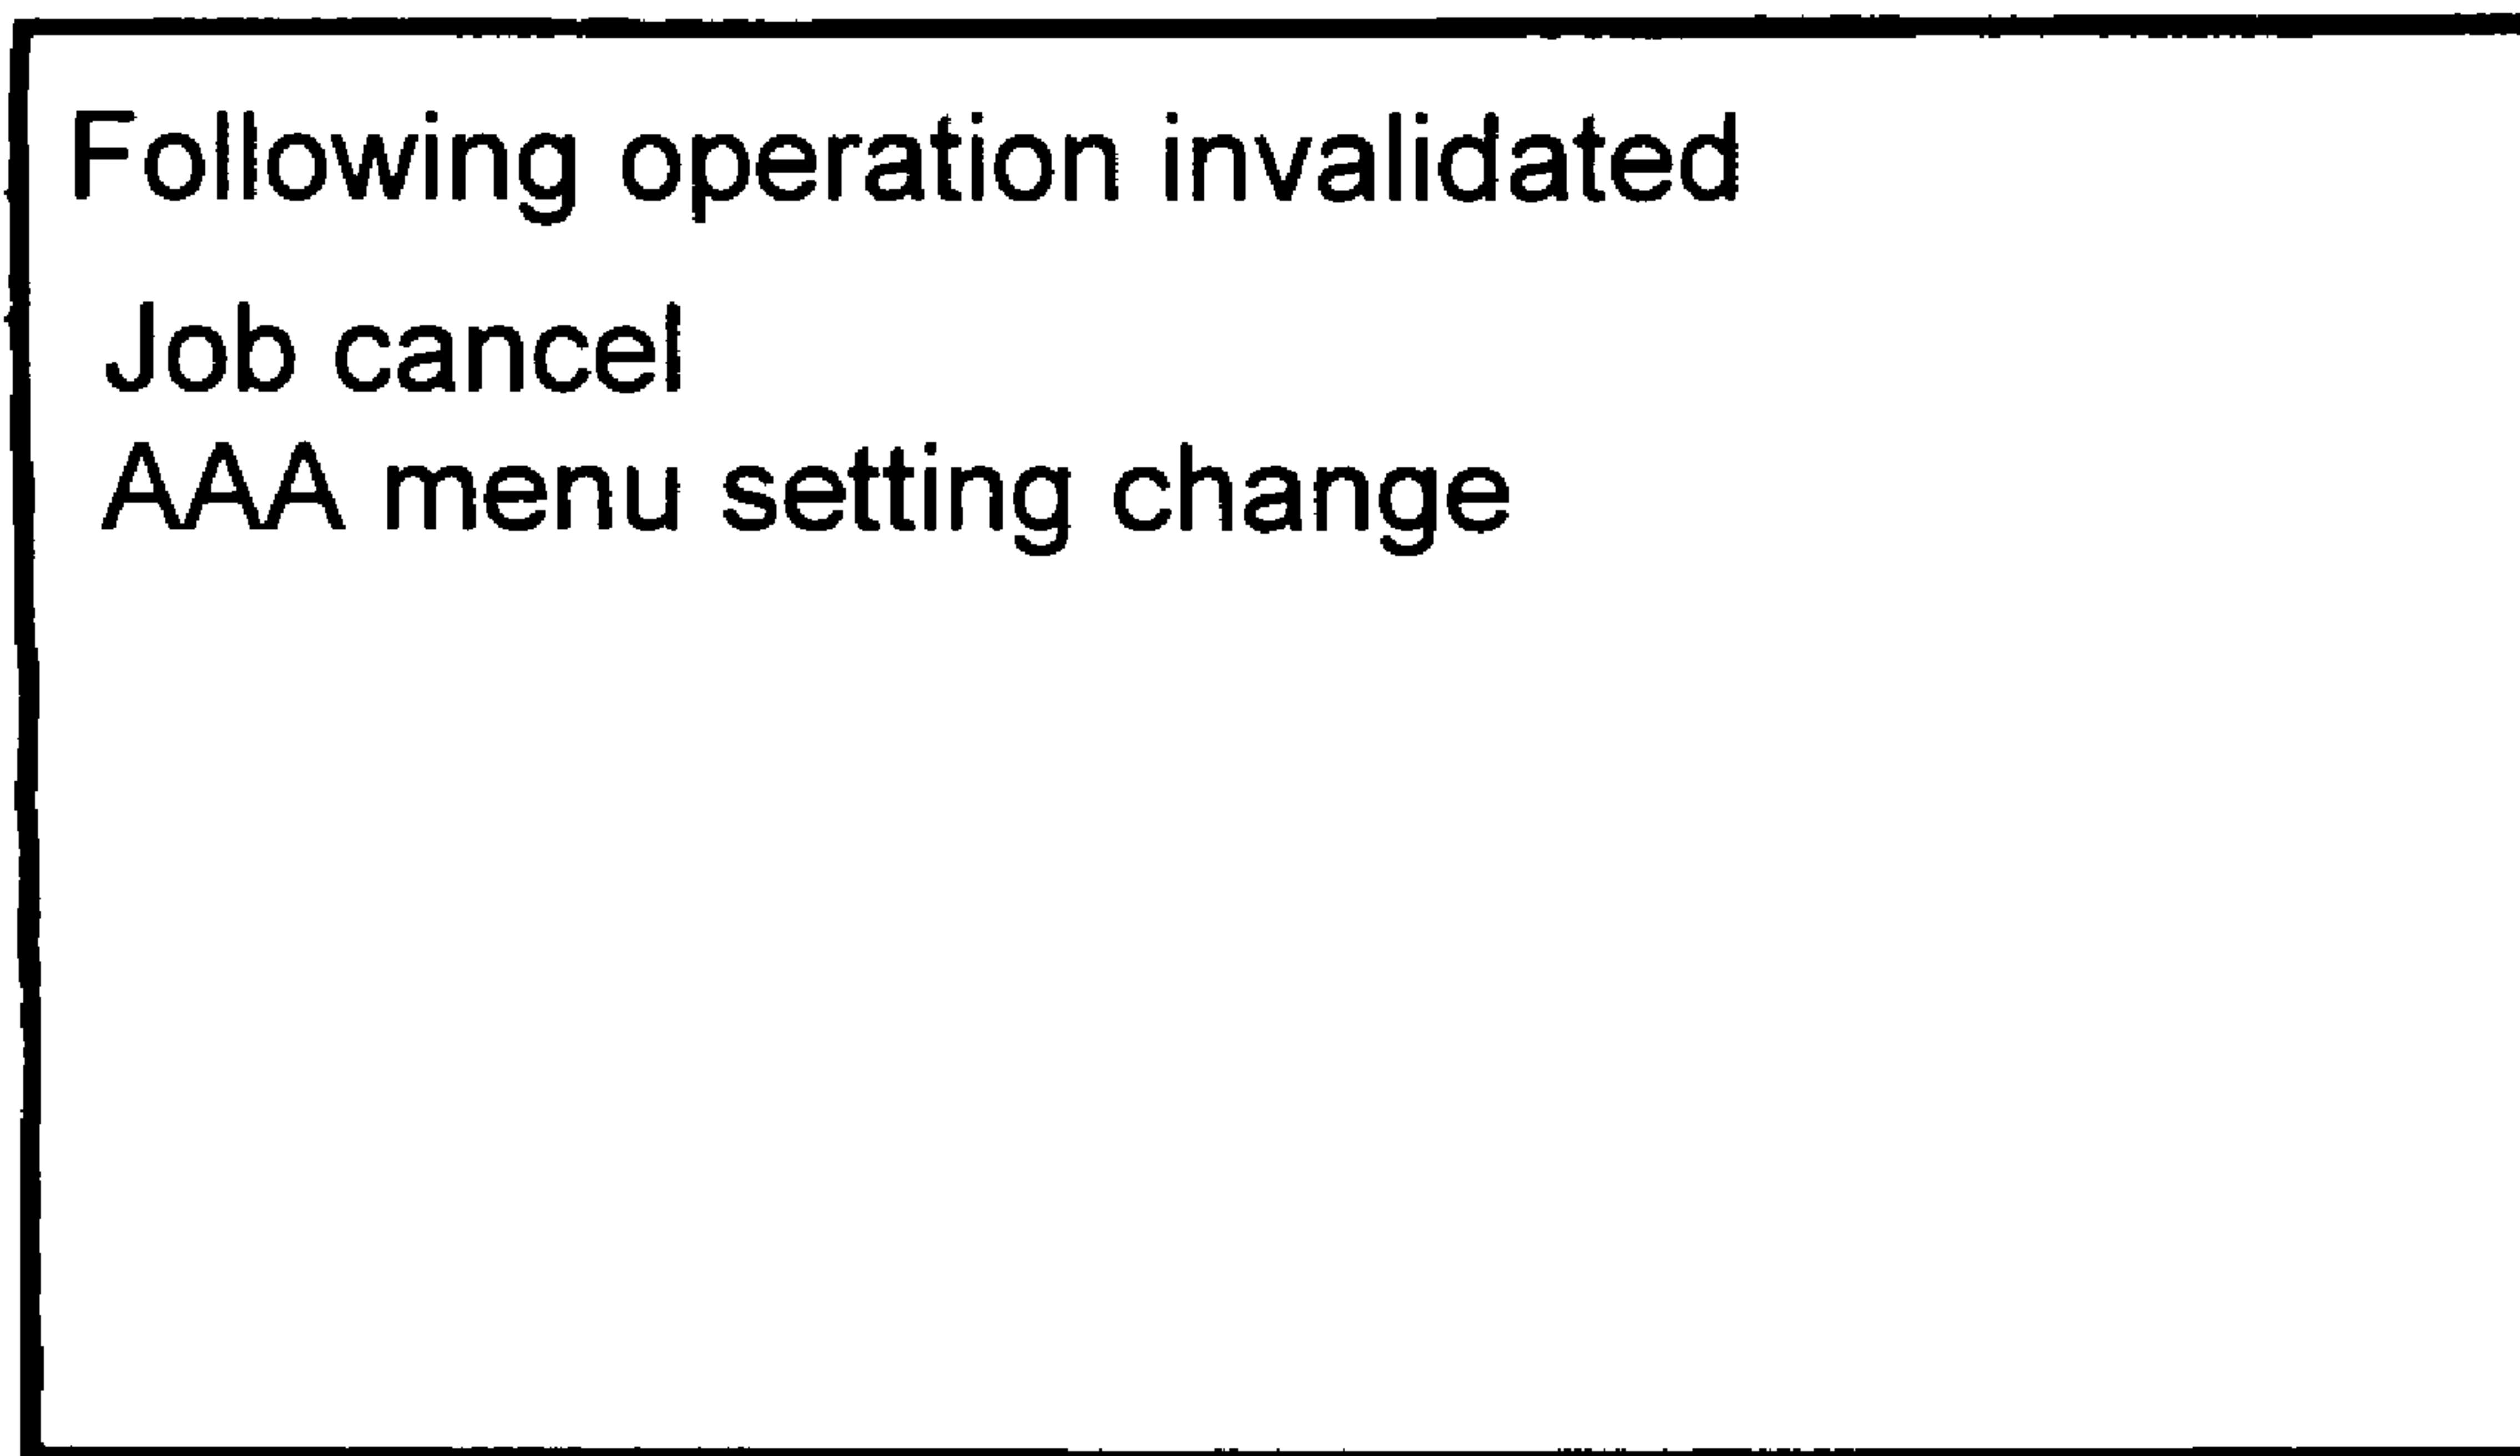 Following operation invalidated
Job cancel
AAA menu setting change